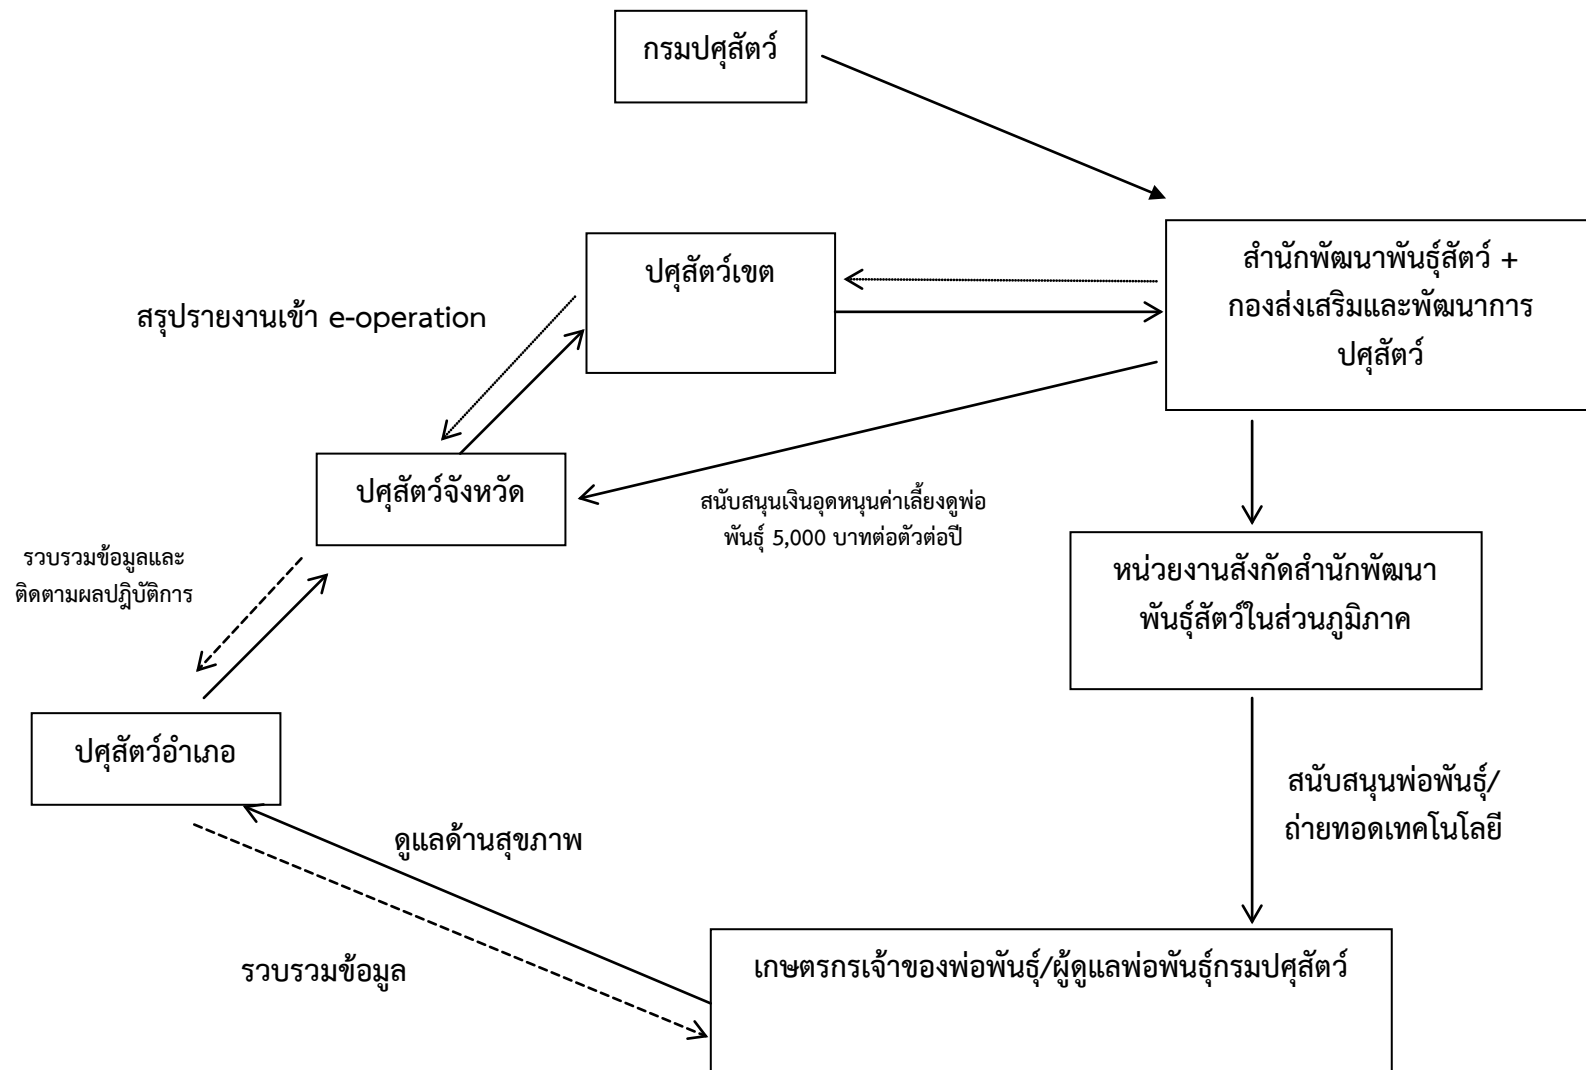 กรมปศุสัตว์
ปศุสัตว์เขต
สำนักพัฒนาพันธุ์สัตว์ +
กองส่งเสริมและพัฒนาการ
ปศุสัตว์
สรุปรายงานเข้า e-operation
ปศุสัตว์จังหวัด
สนับสนุนเงินอุดหนุนค่าเลี้ยงดูพ่อ
พันธุ์ 5,000 บาทต่อตัวต่อปี
รวบรวมข้อมูลและ
ติดตามผลปฎิบัติการ
หน่วยงานสังกัดสำนักพัฒนา
พันธุ์สัตว์ในส่วนภูมิภาค
ปศุสัตว์อำเภอ
สนับสนุนพ่อพันธุ์/
ถ่ายทอดเทคโนโลยี
ดูแลด้านสุขภาพ
รวบรวมข้อมูล
เกษตรกรเจ้าของพ่อพันธุ์/ผู้ดูแลพ่อพันธุ์กรมปศุสัตว์